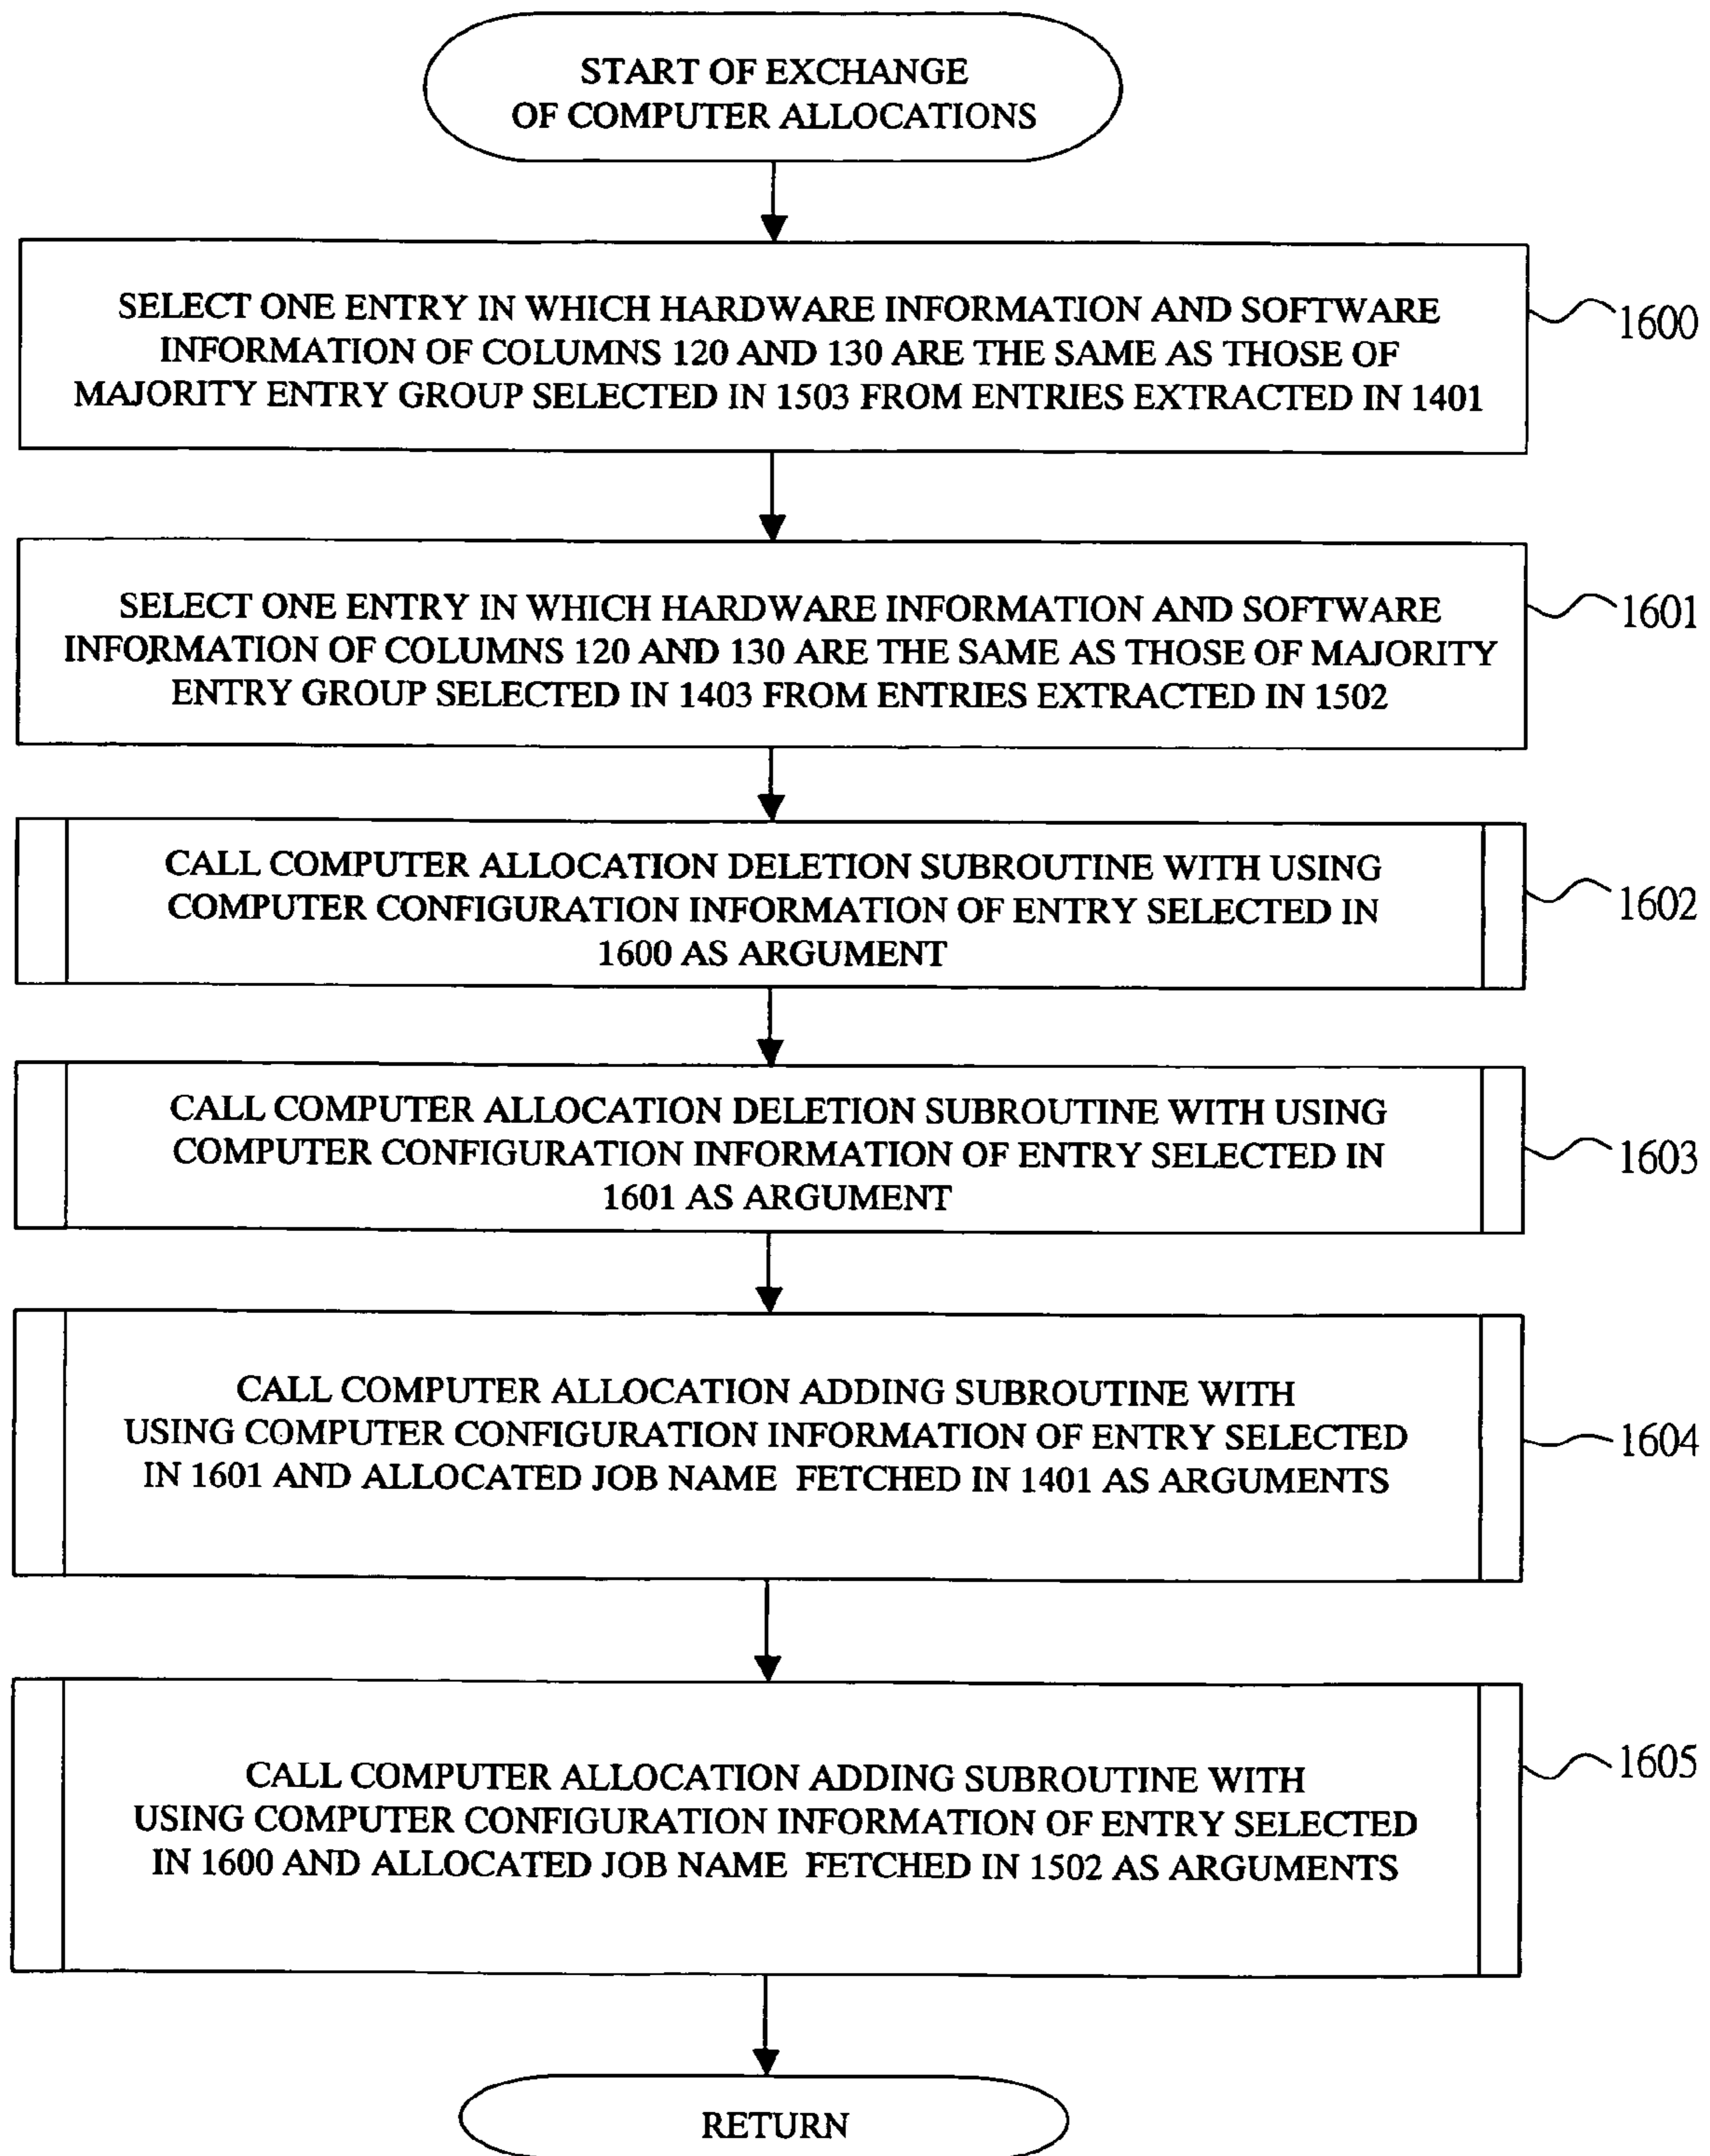 START OF EXCHANGE
OF COMPUTER ALLOCATIONS
SELECT ONE ENTRY IN WHICH HARDWARE INFORMATION AND SOFTWARE
INFORMATION OF COLUMNS 120 AND 130 ARE THE SAME AS THOSE OF
MAJORITY ENTRY GROUP SELECTED IN 1503 FROM ENTRIES EXTRACTED IN 1401
1600
SELECT ONE ENTRY IN WHICH HARDWARE INFORMATION AND SOFTWARE
INFORMATION OF COLUMNS 120 AND 130 ARE THE SAME AS THOSE OF MAJORITY
ENTRY GROUP SELECTED IN 1403 FROM ENTRIES EXTRACTED IN 1502
1601
CALL COMPUTER ALLOCATION DELETION SUBROUTINE WITH USING
COMPUTER CONFIGURATION INFORMATION OF ENTRY SELECTED IN
1600 AS ARGUMENT
1602
CALL COMPUTER ALLOCATION DELETION SUBROUTINE WITH USING
COMPUTER CONFIGURATION INFORMATION OF ENTRY SELECTED IN
1601 AS ARGUMENT
1603
CALL COMPUTER ALLOCATION ADDING SUBROUTINE WITH
USING COMPUTER CONFIGURATION INFORMATION OF ENTRY SELECTED
IN 1601 AND ALLOCATED JOB NAME FETCHED IN 1401 AS ARGUMENTS
1604
CALL COMPUTER ALLOCATION ADDING SUBROUTINE WITH
USING COMPUTER CONFIGURATION INFORMATION OF ENTRY SELECTED
IN 1600 AND ALLOCATED JOB NAME FETCHED IN 1502 AS ARGUMENTS
1605
RETURN